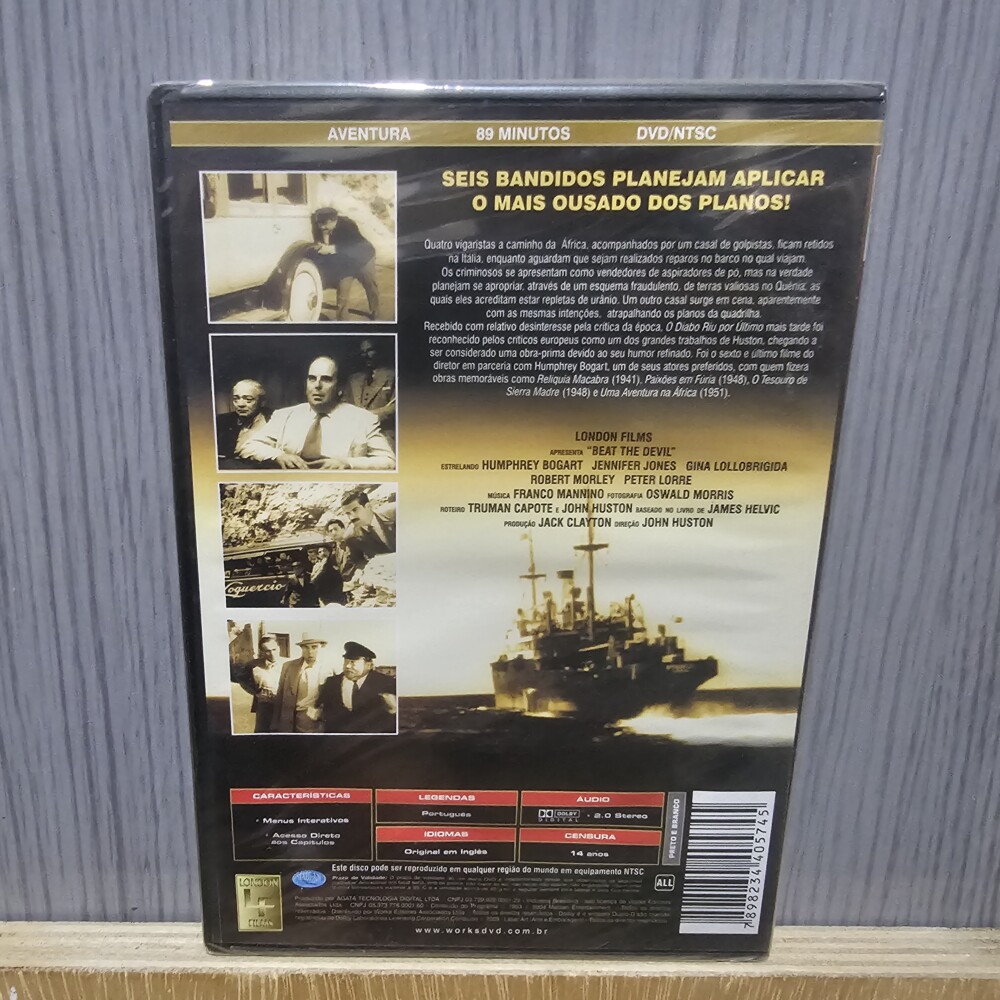 AVENTURA 89 MINUTOS DVD/NTSC
SEIS BANDIDOS PLANEJAM APLICAR
O MAIS OUSADO DOS PLANOS!
Quatro vigaristas a caminho da África, acompanhados por um casal de golpistas, ficam retidos
na Itália, enquanto aguardam que sejam realizados reparos no barco no qual viajam.
Os criminosos se apresentam como vendedores de aspiradores de pó, mas na verdade
planejam se apropriar, através de um esquema fraudulento, de terras valiosas no Quênia, as
quais eles acreditam estar repletas de urânio. Um outro casal surge em cena, aparentemente
com as mesmas intenções, atrapalhando os planos da quadrilha.
Recebido com relativo desinteresse pela crítica da época, O Diabo Riu por Último mais tarde foi
reconhecido pelos críticos europeus como um dos grandes trabalhos de Huston, chegando a
ser considerado uma obra-prima devido ao seu humor refinado. Foi o sexto e último filme do
diretor em parceria com Humphrey Bogart, um de seus atores preferidos, com quem fizera
obras memoráveis como Relíquia Macabra (1941), Paixões em Fúria (1948), O Tesouro de
Sierra Madre (1948) e Uma Aventura na África (1951).
LONDON FILMS
APRESENTA "BEAT THE DEVIL"
ESTRELANDO HUMPHREY BOGART JENNIFER JONES GINA LOLLOBRIGIDA
ROBERT MORLEY PETER LORRE
MÚSICA FRANCO MANNINO FOTOGRAFIA OSWALD MORRIS
ROTEIRO TRUMAN CAPOTE E JOHN HUSTON BASEADO NO LIVRO DE JAMES HELVIC
PRODUÇÃO JACK CLAYTON DIREÇÃO JOHN HUSTON
CARACTERÍSTICAS
• Menus Interativos
• Acesso Direto
aos Capítulos
LEGENDAS
Português
IDIOMAS
Original em Inglês
ÁUDIO
DOLBY DIGITAL - 2.0 Stereo
CENSURA
14 anos
PRETO E BRANCO
Este disco pode ser reproduzido em qualquer região do mundo em equipamento NTSC
ALL
LONDON
LF
FILMS
Produzido por AGATA TECNOLOGIA DIGITAL LTDA
www.worksdvd.com.br
7898234405745